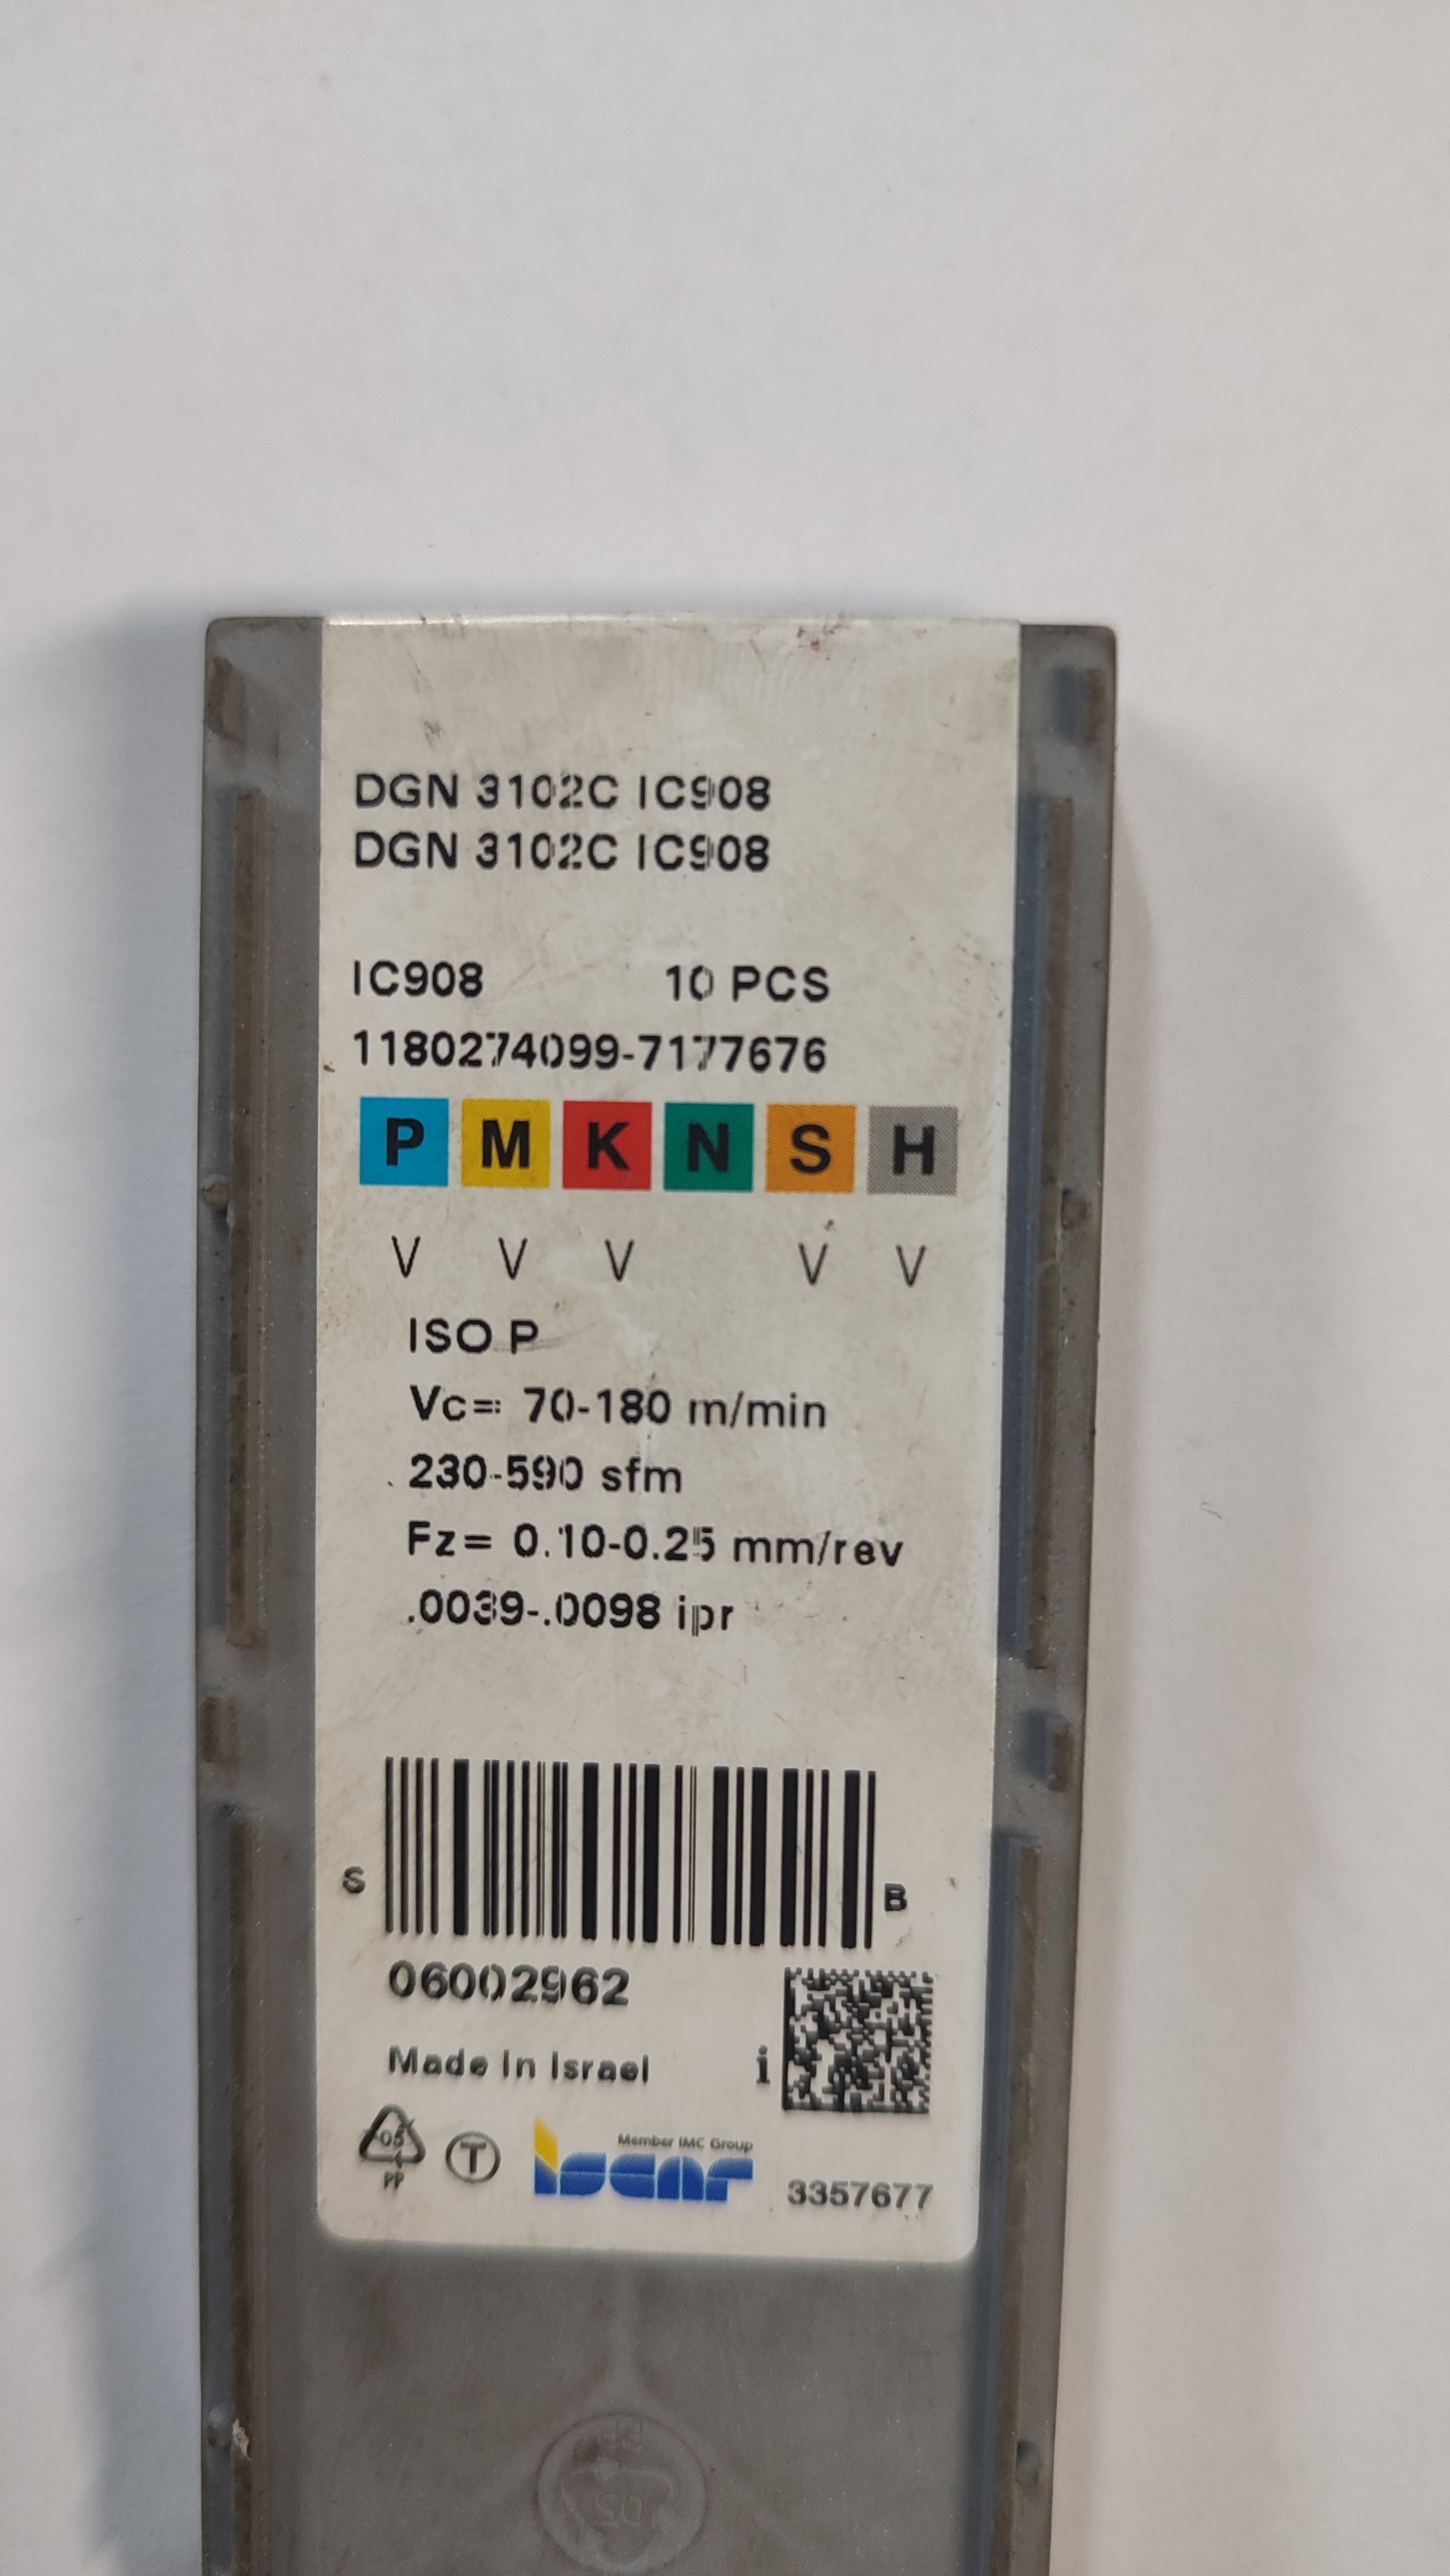 DGN 3102C IC908
DGN 3102C IC908
IC908 10 PCS
1180274099-7177676
P M K N S H
V V V V V
ISO P
Vc= 70-180 m/min
230-590 sfm
Fz= 0.10-0.25 mm/rev
.0039-.0098 ipr
S B
06002962
Made In Israel i
05
PP
T
Member IMC Group
iscar
3357677
PP
05